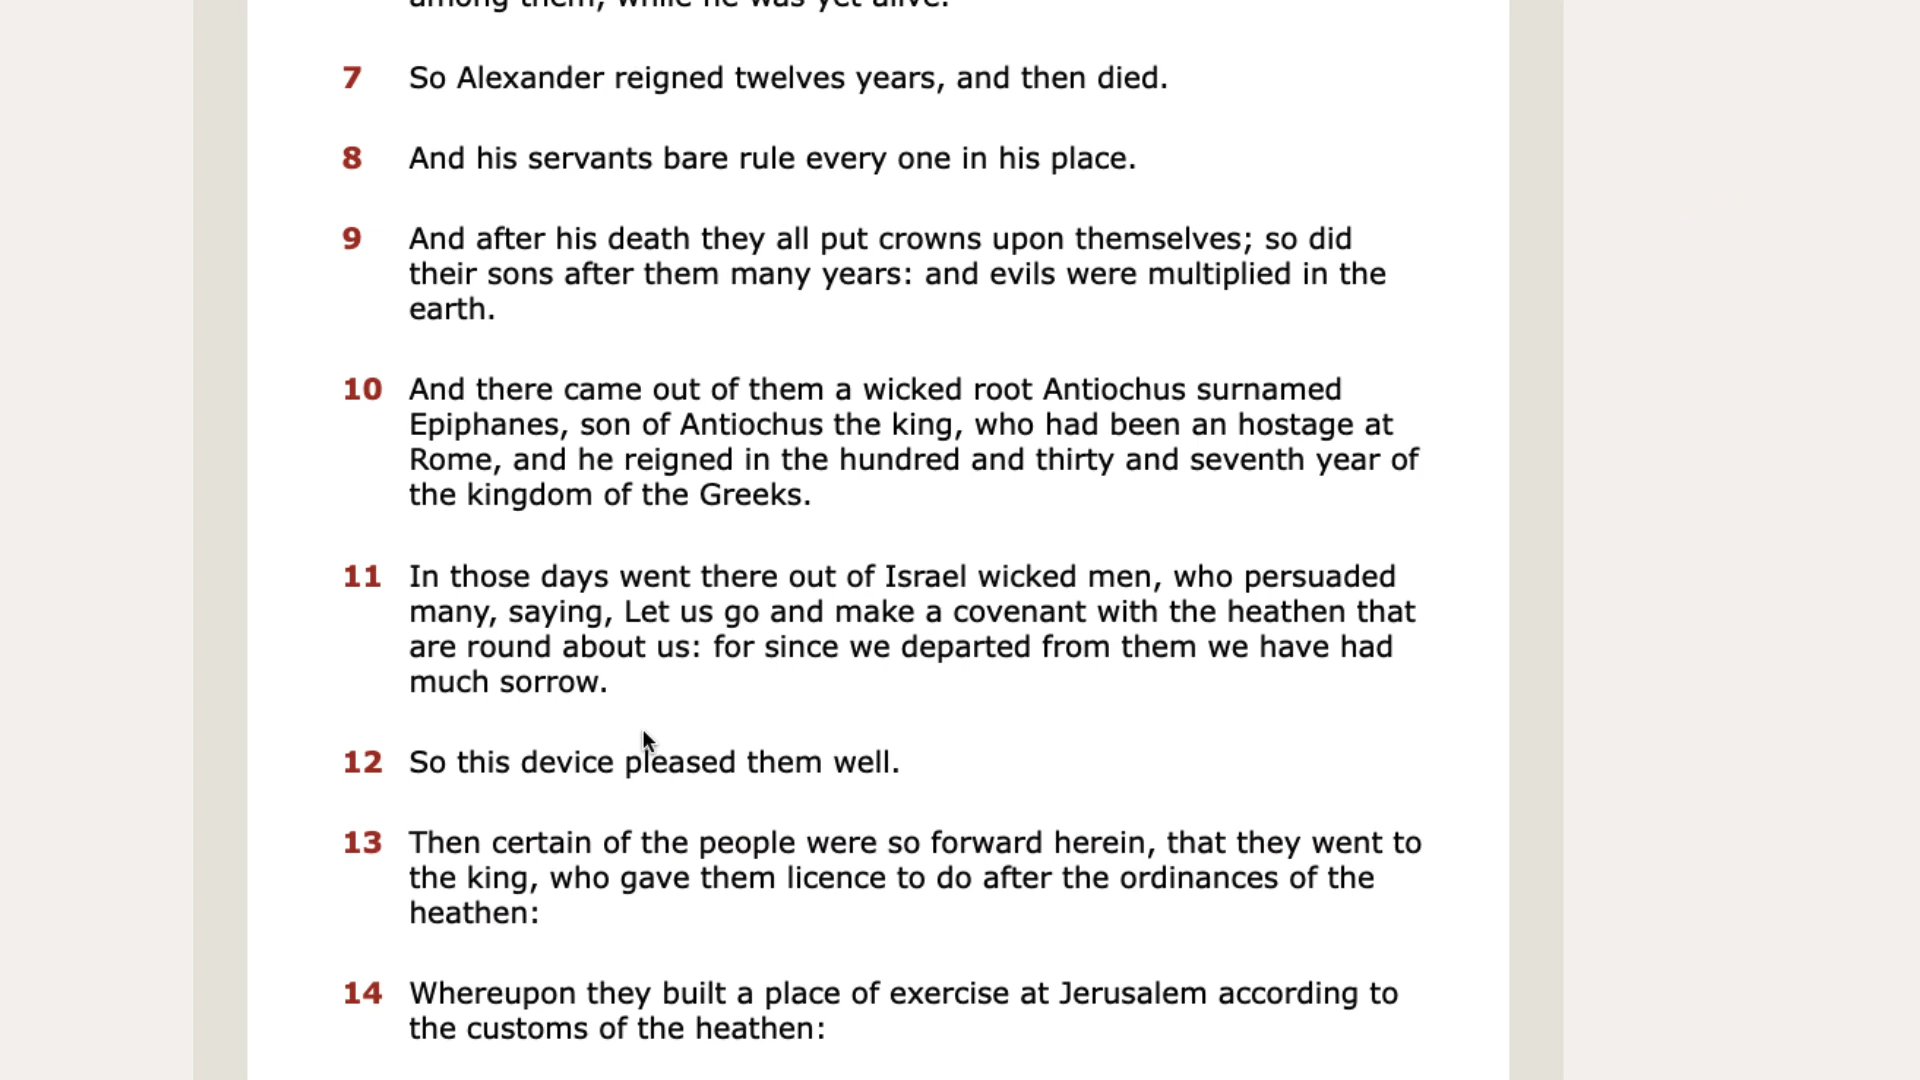 among them, while he was yet alive.
7 So Alexander reigned twelves years, and then died.
8 And his servants bare rule every one in his place.
9 And after his death they all put crowns upon themselves; so did
their sons after them many years: and evils were multiplied in the
earth.
10 And there came out of them a wicked root Antiochus surnamed
Epiphanes, son of Antiochus the king, who had been an hostage at
Rome, and he reigned in the hundred and thirty and seventh year of
the kingdom of the Greeks.
11 In those days went there out of Israel wicked men, who persuaded
many, saying, Let us go and make a covenant with the heathen that
are round about us: for since we departed from them we have had
much sorrow.
12 So this device pleased them well.
13 Then certain of the people were so forward herein, that they went to
the king, who gave them licence to do after the ordinances of the
heathen:
14 Whereupon they built a place of exercise at Jerusalem according to
the customs of the heathen: